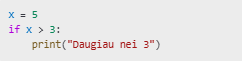 x = 5
if x > 3:
    print("Daugiau nei 3")